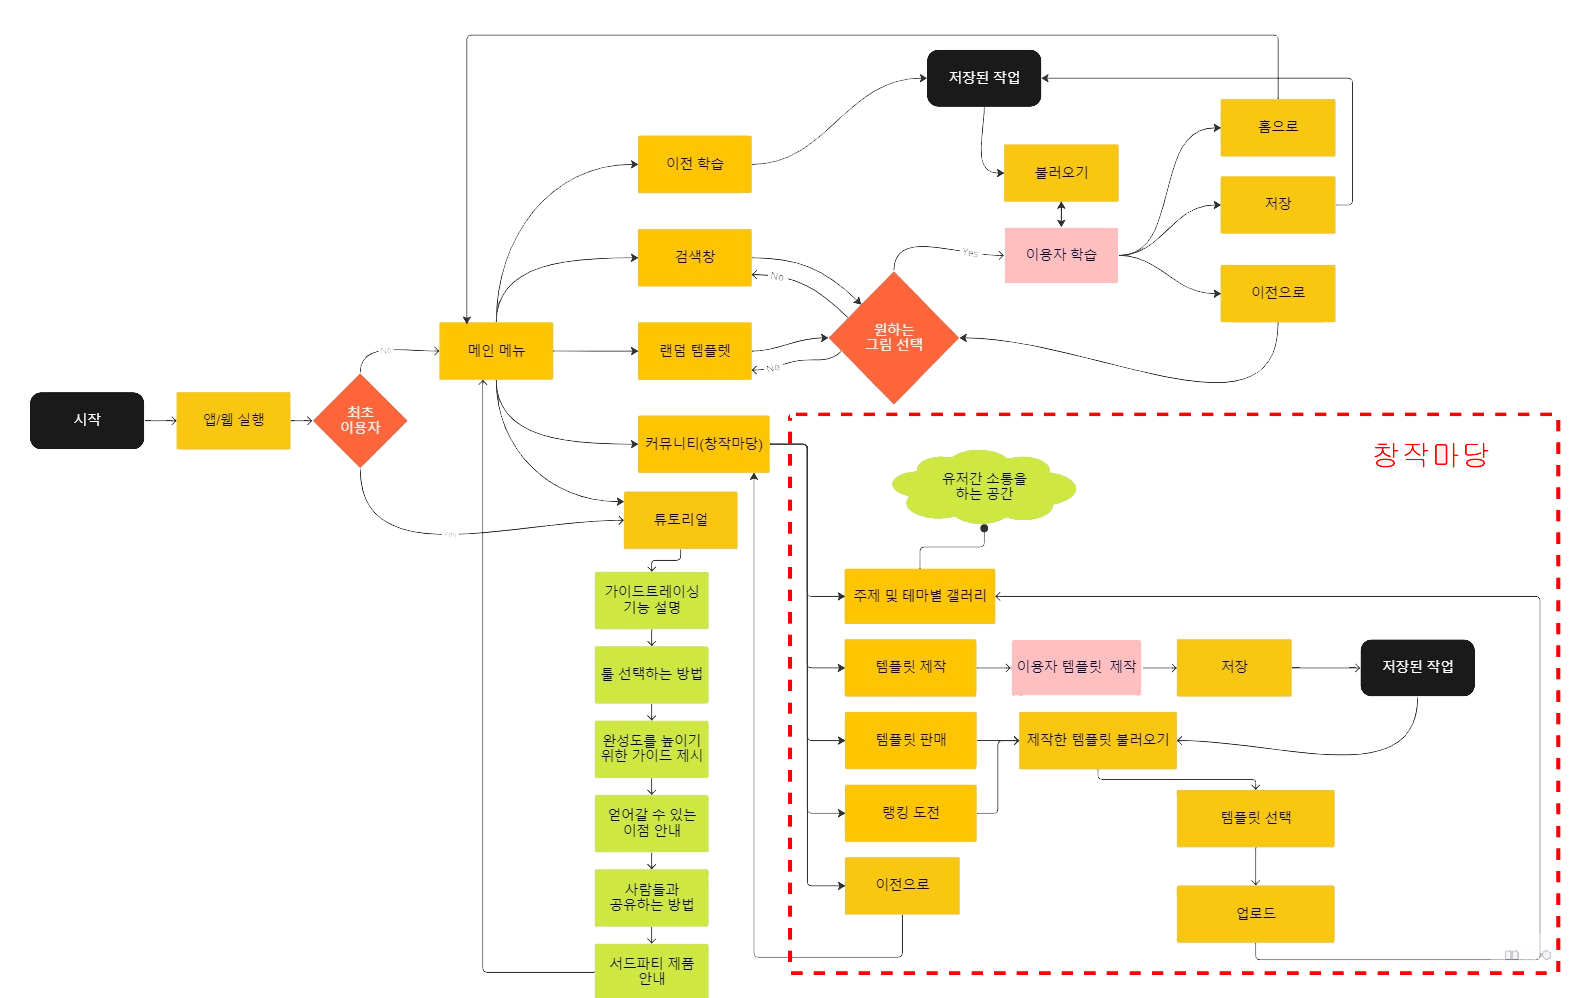 저장된 작업
홈으로
이전 학습
불러오기
저장
검색창
이용자 학습
Yes
No
이전으로
메인 메뉴
랜덤 템플렛
원하는
그림 선택
No
No
시작
앱/웹 실행
최초
이용자
커뮤니티(창작마당)
창작마당
유저간 소통을
하는 공간
튜토리얼
Yes
가이드트레이싱
기능 설명
주제 및 테마별 갤러리
툴 선택하는 방법
템플릿 제작
이용자 템플릿 제작
저장
저장된 작업
완성도를 높이기
위한 가이드 제시
템플릿 판매
제작한 템플릿 불러오기
얻어갈 수 있는
이점 안내
랭킹 도전
템플릿 선택
사람들과
공유하는 방법
이전으로
업로드
서드파티 제품
안내